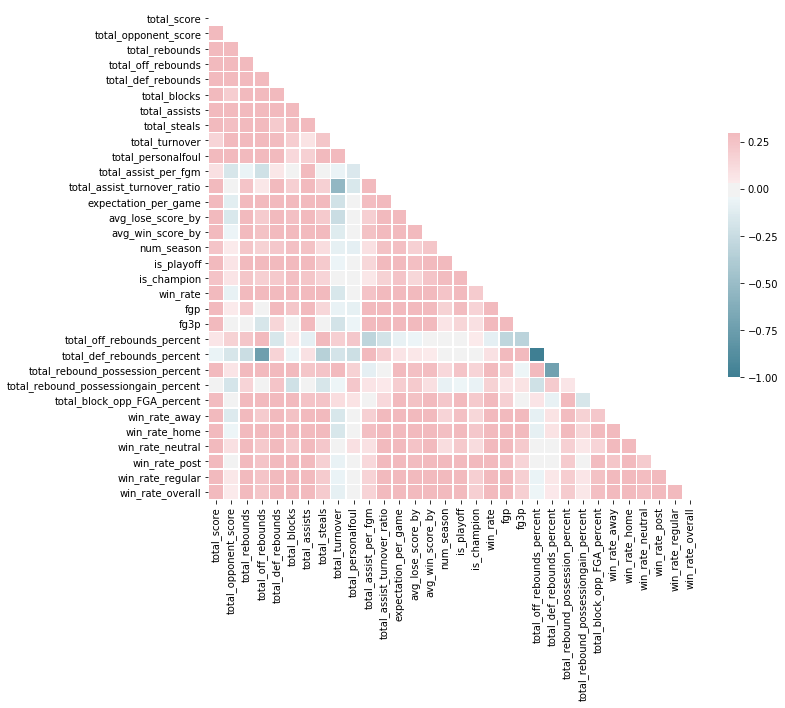 total_score
total_opponent_score
total_rebounds
total_off_rebounds
total_def_rebounds
total_blocks
total_assists
total_steals
total_turnover
total_personalfoul
total_assist_per_fgm
total_assist_turnover_ratio
expectation_per_game
avg_lose_score_by
avg_win_score_by
num_season
is_playoff
is_champion
win_rate
fgp
fg3p
total_off_rebounds_percent
total_def_rebounds_percent
total_rebound_possession_percent
total_rebound_possessiongain_percent
total_block_opp_FGA_percent
win_rate_away
win_rate_home
win_rate_neutral
win_rate_post
win_rate_regular
win_rate_overall
total_score
total_opponent_score
total_rebounds
total_off_rebounds
total_def_rebounds
total_blocks
total_assists
total_steals
total_turnover
total_personalfoul
total_assist_per_fgm
total_assist_turnover_ratio
expectation_per_game
avg_lose_score_by
avg_win_score_by
num_season
is_playoff
is_champion
win_rate
fgp
fg3p
total_off_rebounds_percent
total_def_rebounds_percent
total_rebound_possession_percent
total_rebound_possessiongain_percent
total_block_opp_FGA_percent
win_rate_away
win_rate_home
win_rate_neutral
win_rate_post
win_rate_regular
win_rate_overall
0.25
0.00
−0.25
−0.50
−0.75
−1.00